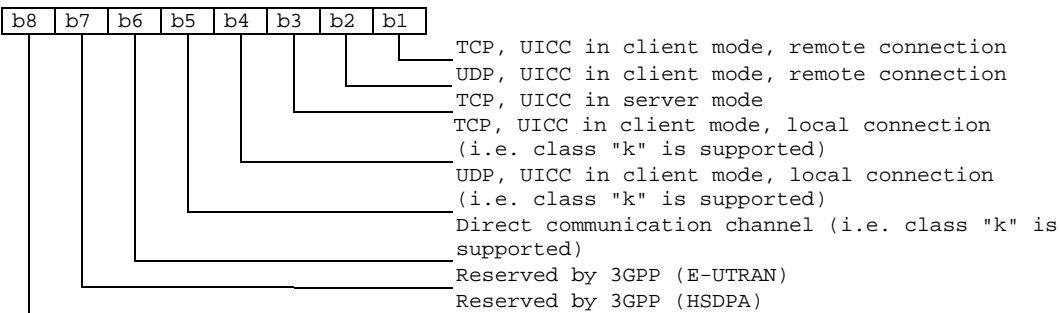 b8 b7 b6 b5 b4 b3 b2 b1
TCP, UICC in client mode, remote connection
UDP, UICC in client mode, remote connection
TCP, UICC in server mode
TCP, UICC in client mode, local connection
(i.e. class "k" is supported)
UDP, UICC in client mode, local connection
(i.e. class "k" is supported)
Direct communication channel (i.e. class "k" is
supported)
Reserved by 3GPP (E-UTRAN)
Reserved by 3GPP (HSDPA)